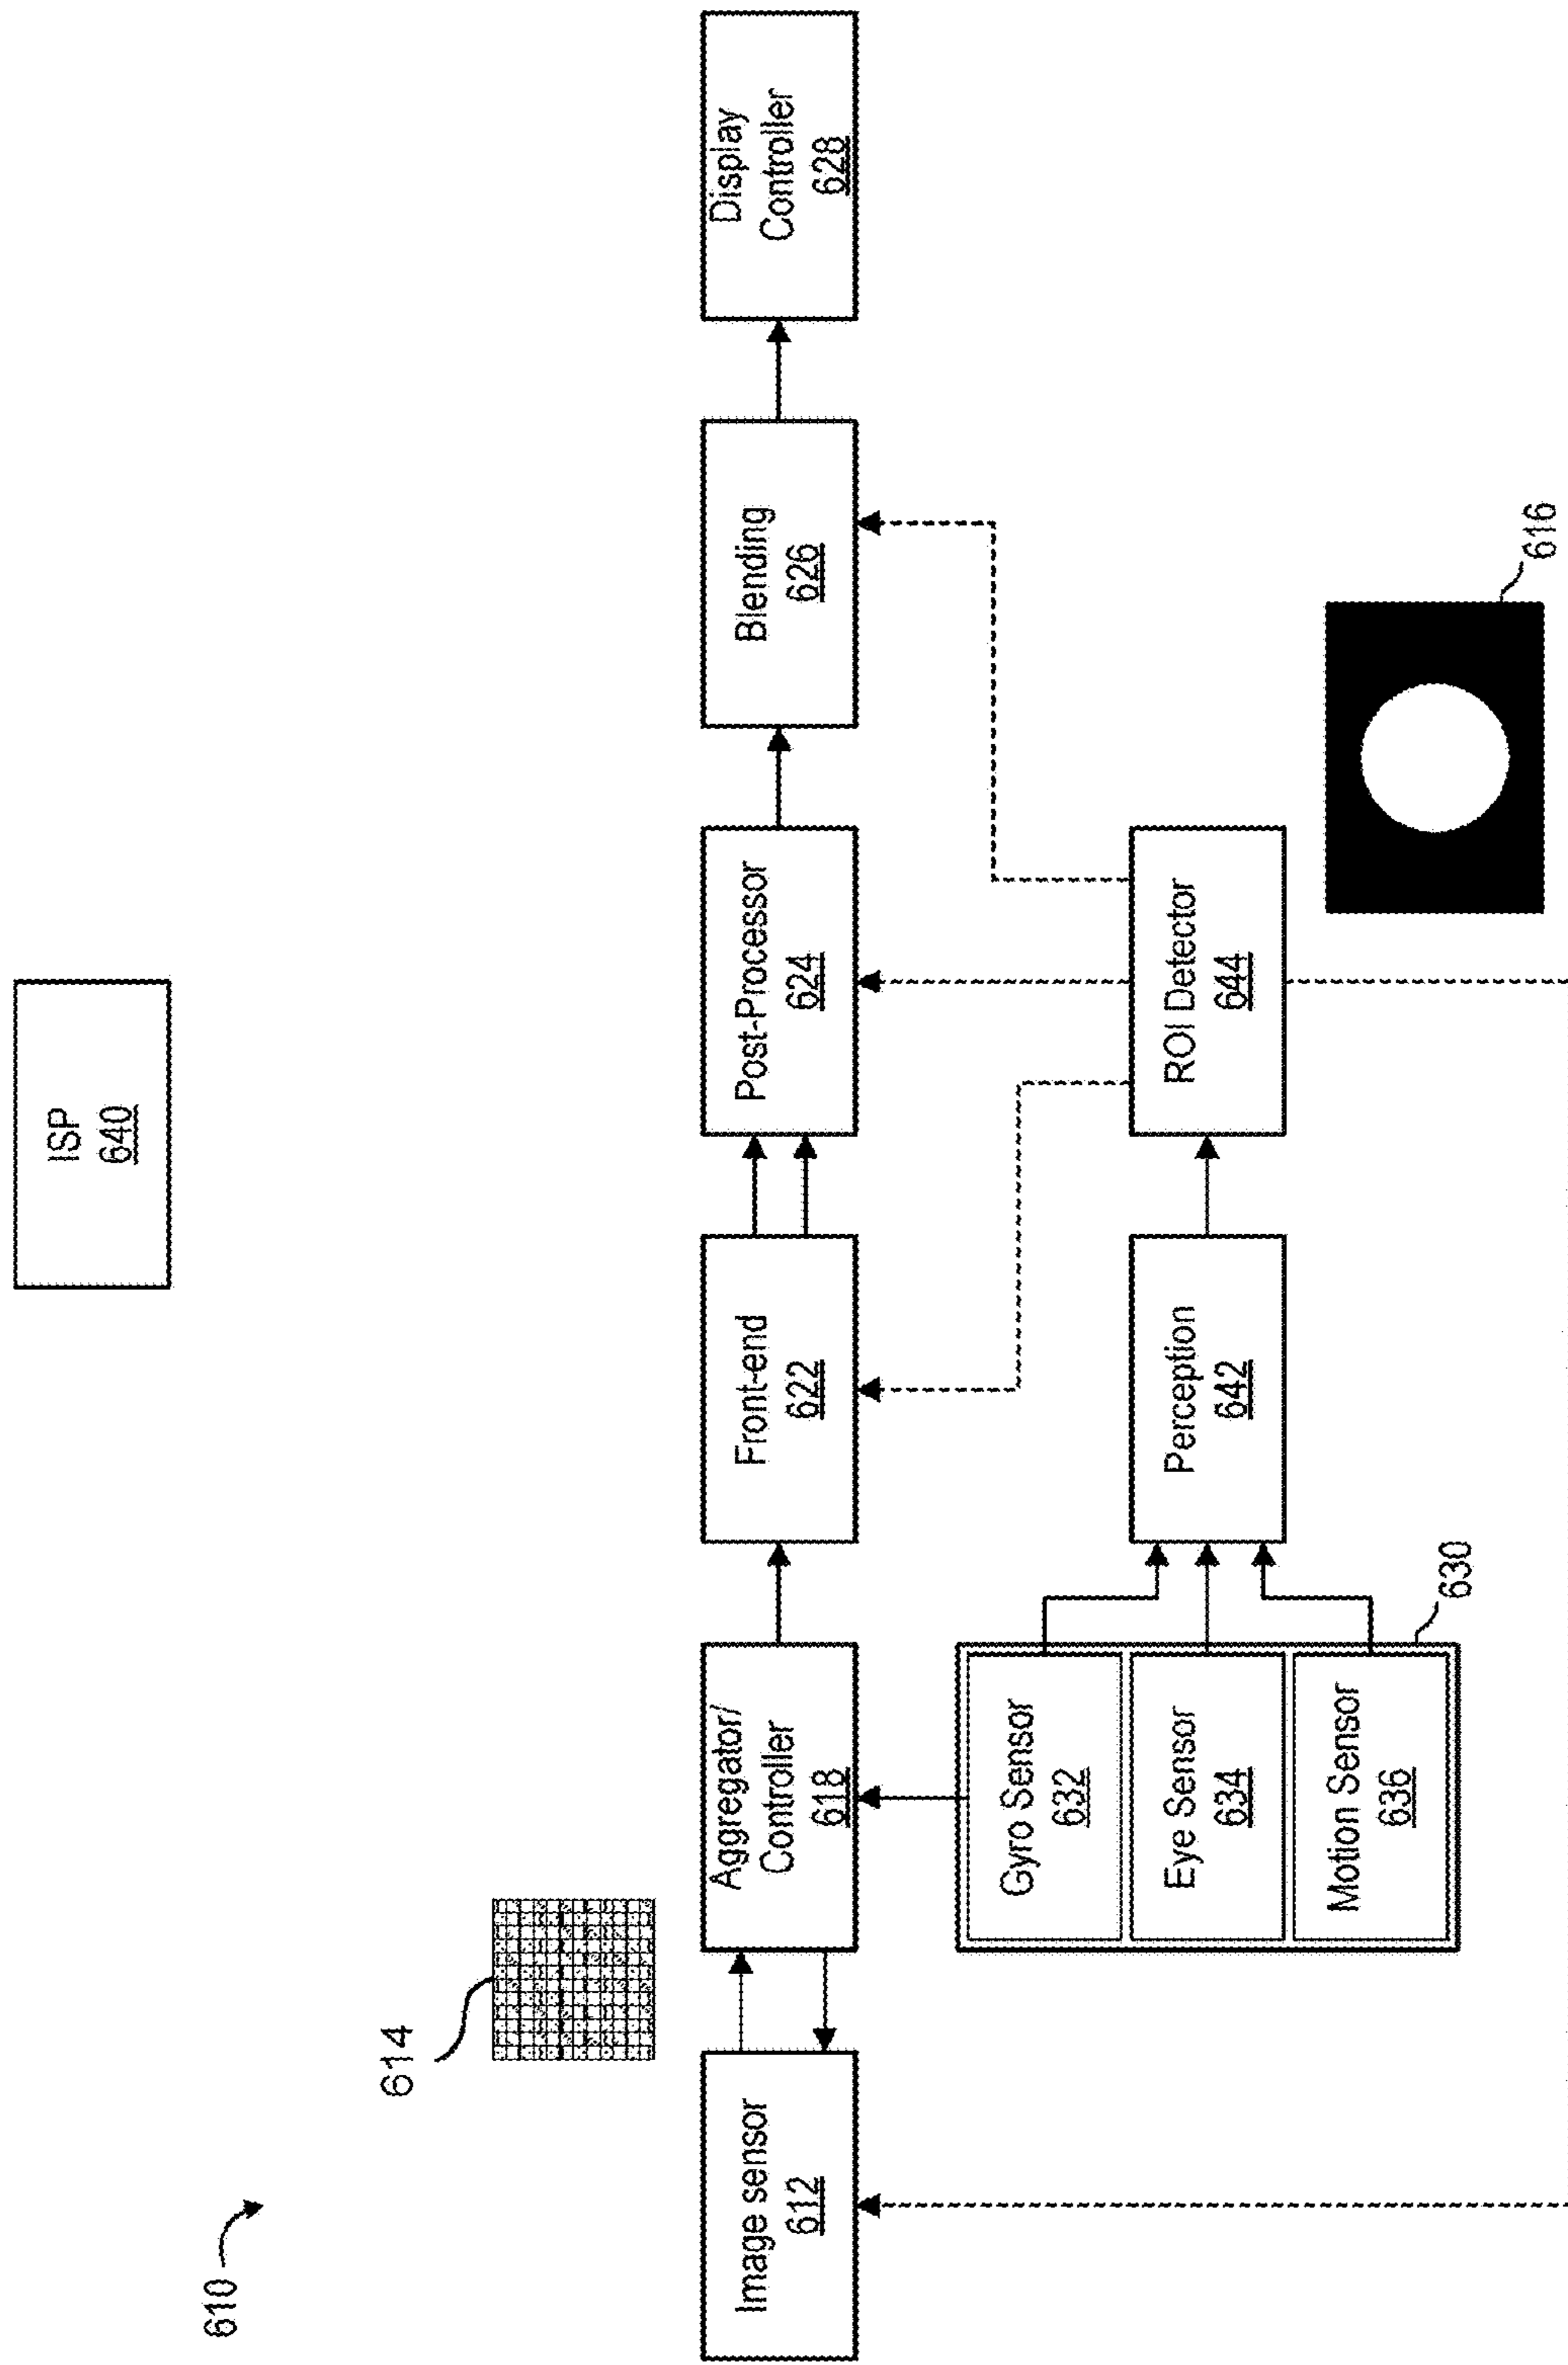 610
ISP
640
614
Image sensor
612
Aggregator/
Controller
618
Front-end
622
Post-Processor
624
Blending
626
Display
Controller
628
Gyro Sensor
632
Eye Sensor
634
Motion Sensor
636
630
Perception
642
ROI Detector
644
616